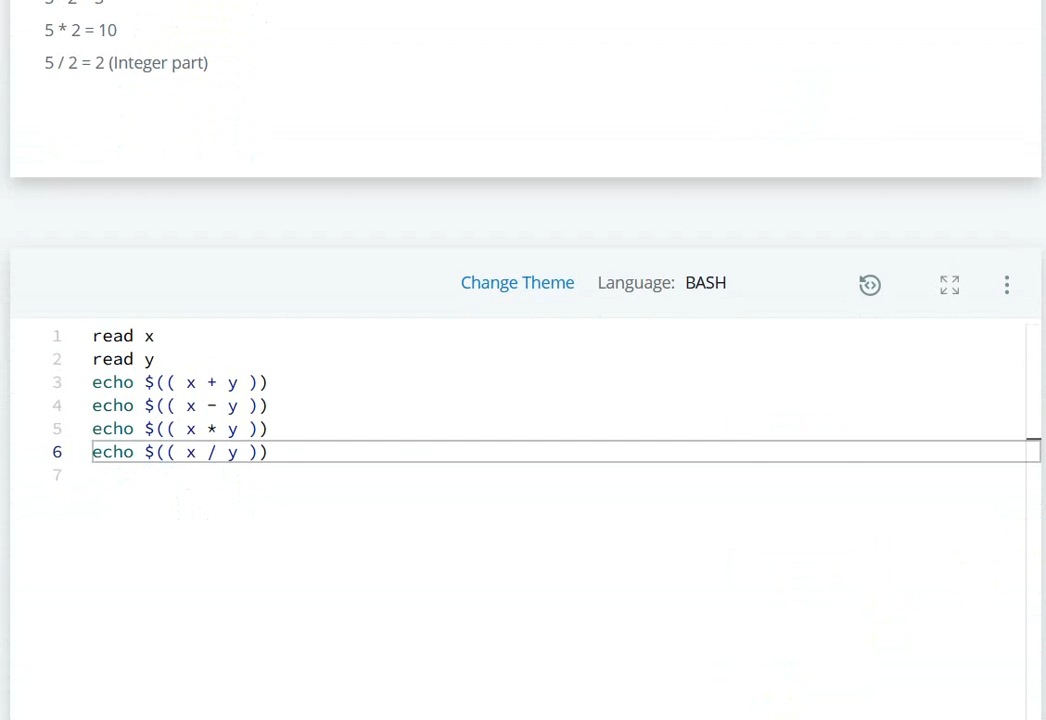 5 * 2 = 10
5 / 2 = 2 (Integer part)
Change Theme Language: BASH
1 read x
2 read y
3 echo $(( x + y ))
4 echo $(( x - y ))
5 echo $(( x * y ))
6 echo $(( x / y ))
7